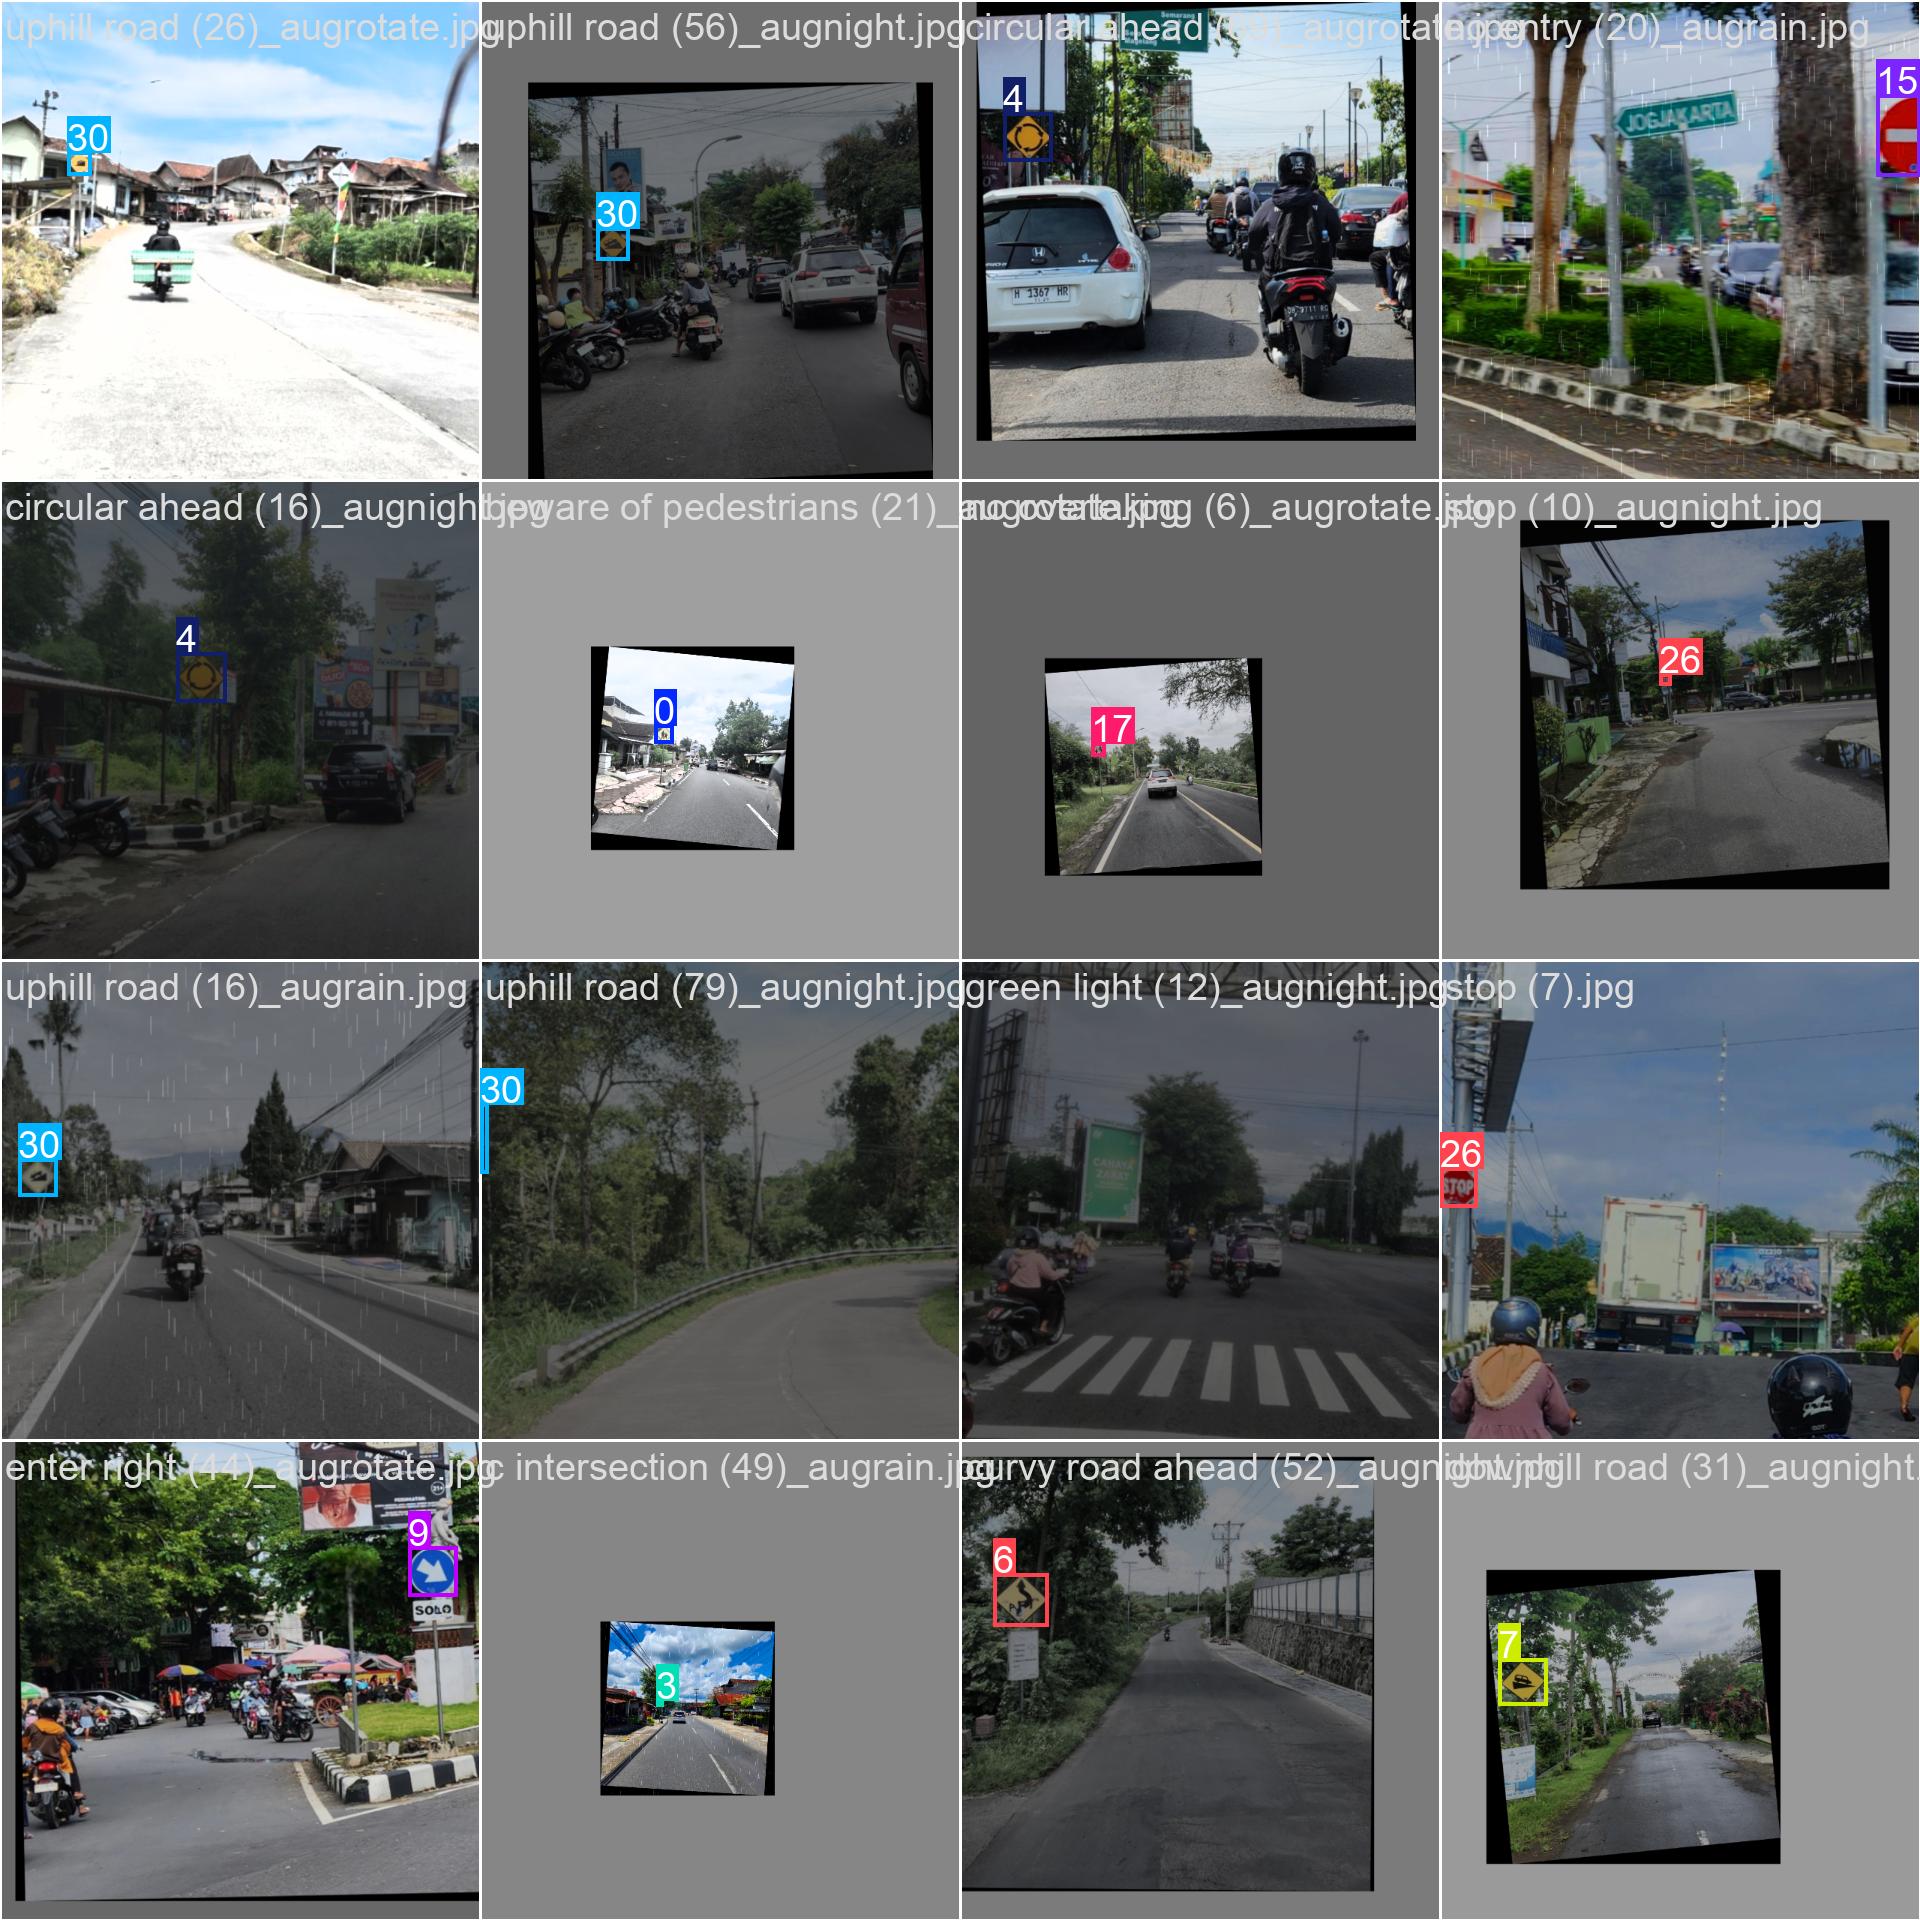 uphill road (26)_augrotate.jpg
30
uphill road (56)_augnight.jpg
30
circular ahead
_augrotate.jpg
Semarang
Magelang
4
H 1367 HR
entry (20)_augrain.jpg
15
JOGJAKARTA
circular ahead (16)_augnight.jpg
4
beware of pedestrians (21)_augrotate.jpg
0
no overtaking (6)_augrotate.jpg
17
stop (10)_augnight.jpg
26
uphill road (16)_augrain.jpg
30
uphill road (79)_augnight.jpg
30
green light (12)_augnight.jpg
CAHAYA
ZAKAT
stop (7).jpg
26
STOP
enter right (44)_augrotate.jpg
9
SOLO
c intersection (49)_augrain.jpg
3
curvy road ahead (52)_augnight.jpg
6
downhill road (31)_augnight.
7